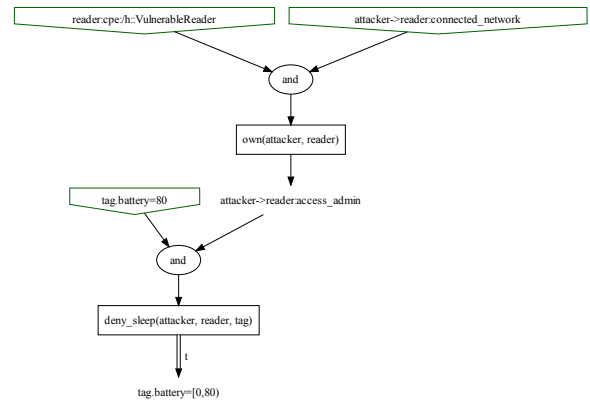 reader:cpe:/h::VulnerableReader
attacker->reader:connected_network
and
own(attacker, reader)
tag.battery=80
attacker->reader:access_admin
and
deny_sleep(attacker, reader, tag)
t
tag.battery=[0,80)